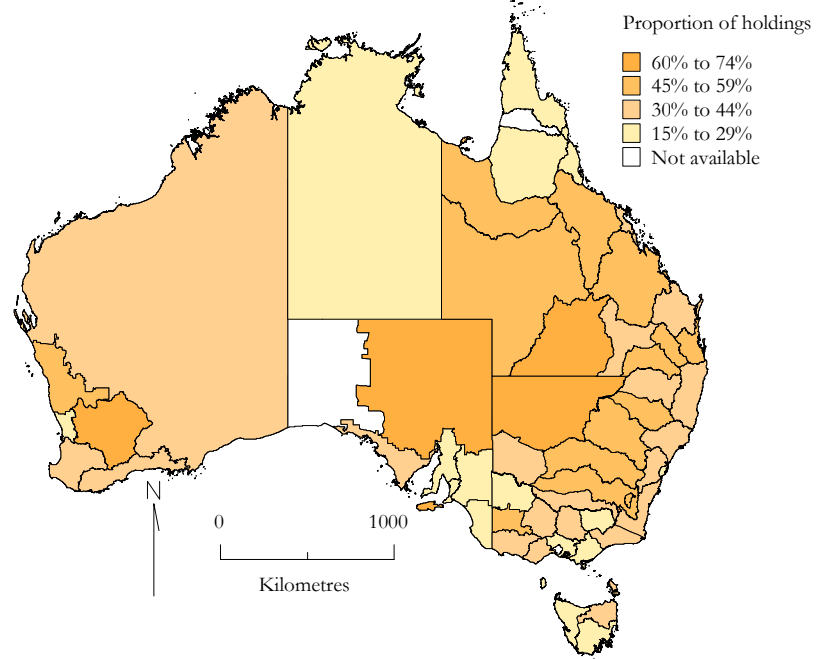 Proportion of holdings
60% to 74%
45% to 59%
30% to 44%
15% to 29%
Not available
N
0 1000
Kilometres